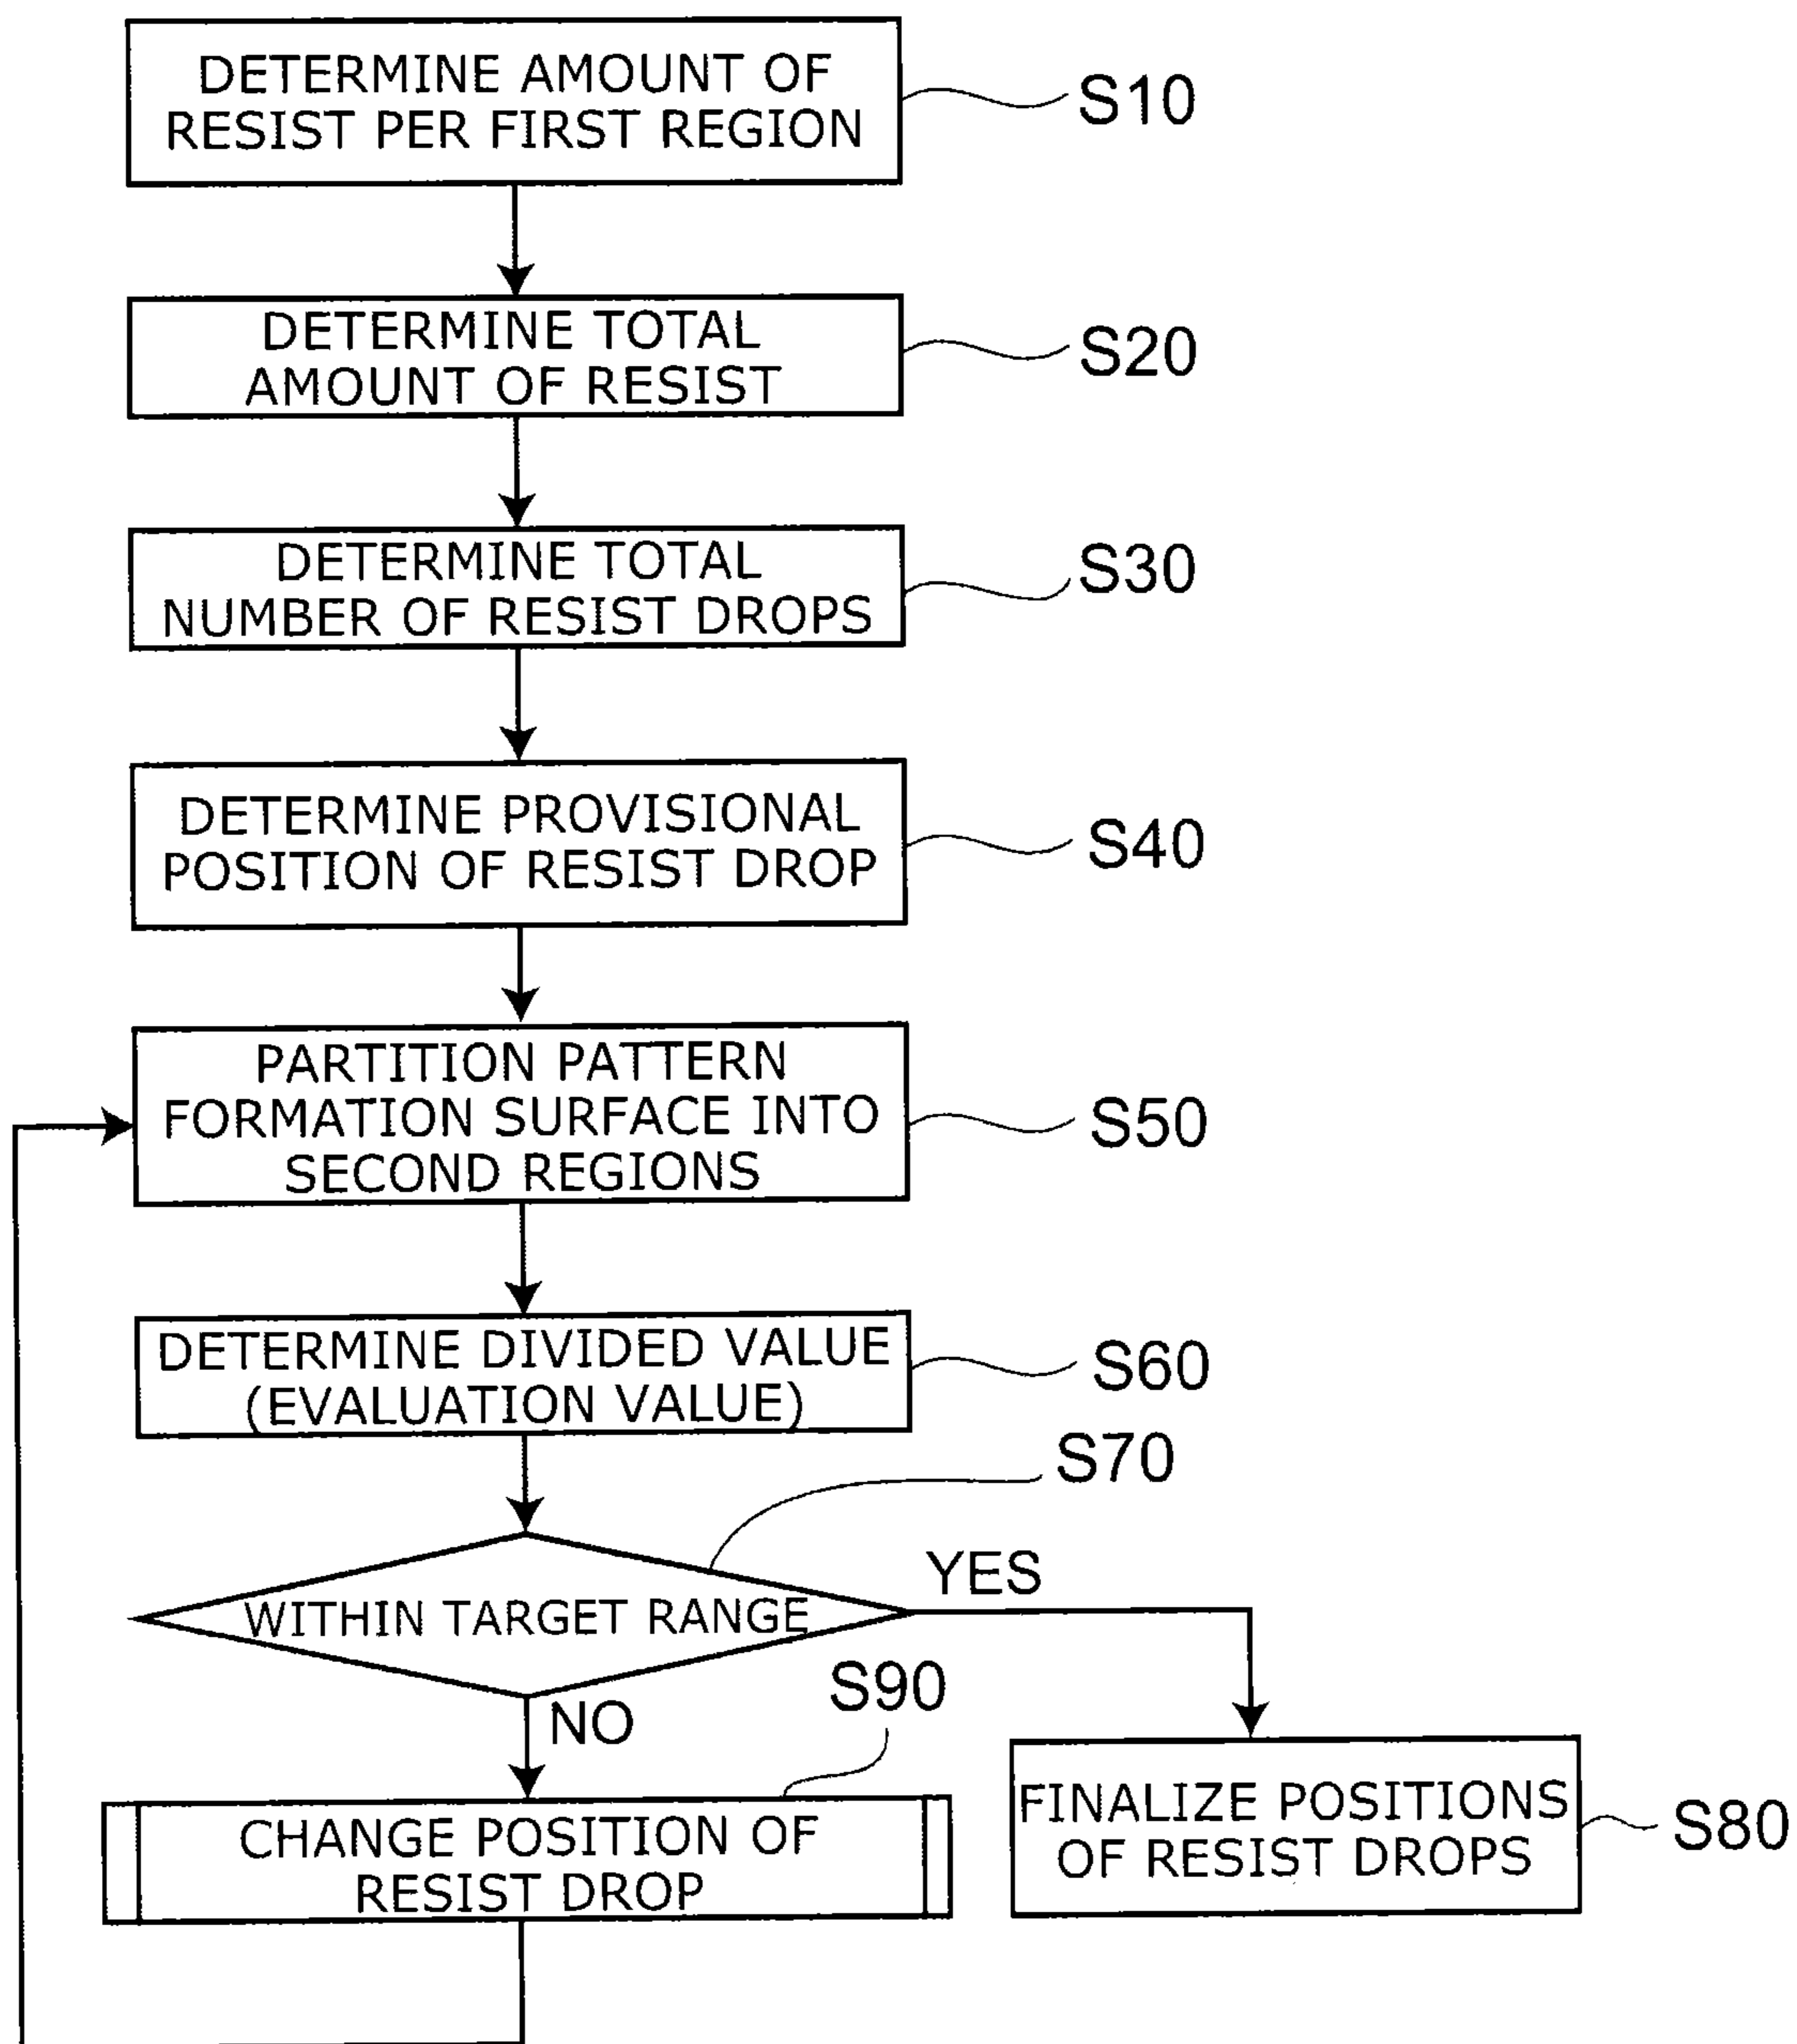 DETERMINE AMOUNT OF
RESIST PER FIRST REGION
S10
DETERMINE TOTAL
AMOUNT OF RESIST
S20
DETERMINE TOTAL
NUMBER OF RESIST DROPS
S30
DETERMINE PROVISIONAL
POSITION OF RESIST DROP
S40
PARTITION PATTERN
FORMATION SURFACE INTO
SECOND REGIONS
S50
DETERMINE DIVIDED VALUE
(EVALUATION VALUE)
S60
S70
WITHIN TARGET RANGE
YES
NO
S90
CHANGE POSITION OF
RESIST DROP
FINALIZE POSITIONS
OF RESIST DROPS
S80